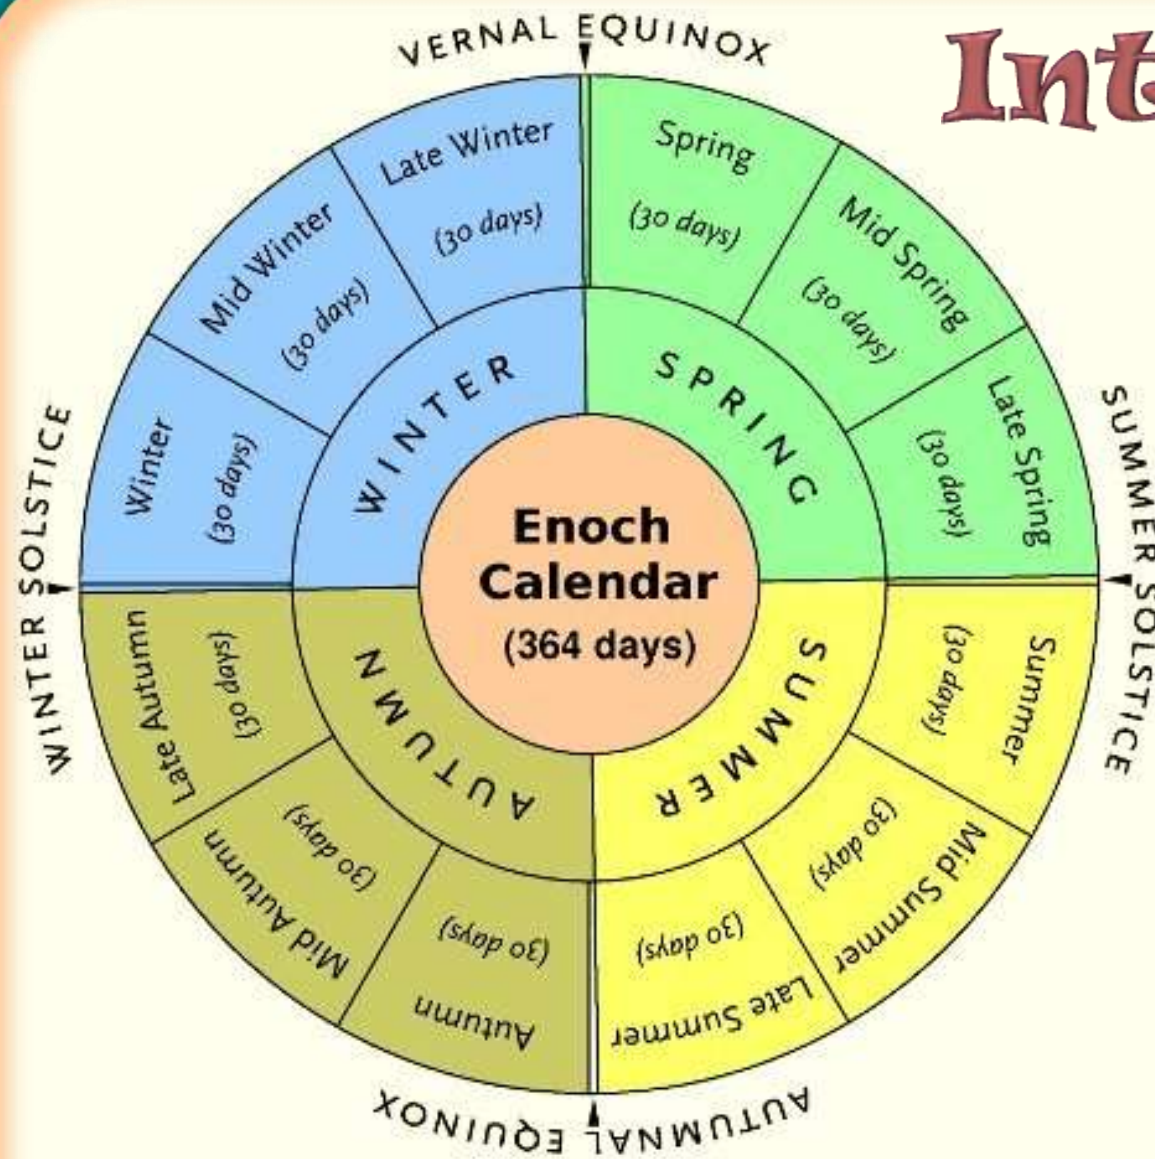 VERNAL EQUINOX
Int
Spring
(30 days)
Mid Spring
(30 days)
Late Spring
(30 days)
SPRING
SUMMER SOLSTICE
Summer
(30 days)
Mid Summer
(30 days)
Late Summer
(30 days)
SUMMER
AUTUMNAL EQUINOX
Autumn
(30 days)
Mid Autumn
(30 days)
Late Autumn
(30 days)
AUTUMN
WINTER SOLSTICE
Winter
(30 days)
Mid Winter
(30 days)
Late Winter
(30 days)
WINTER
Enoch
Calendar
(364 days)